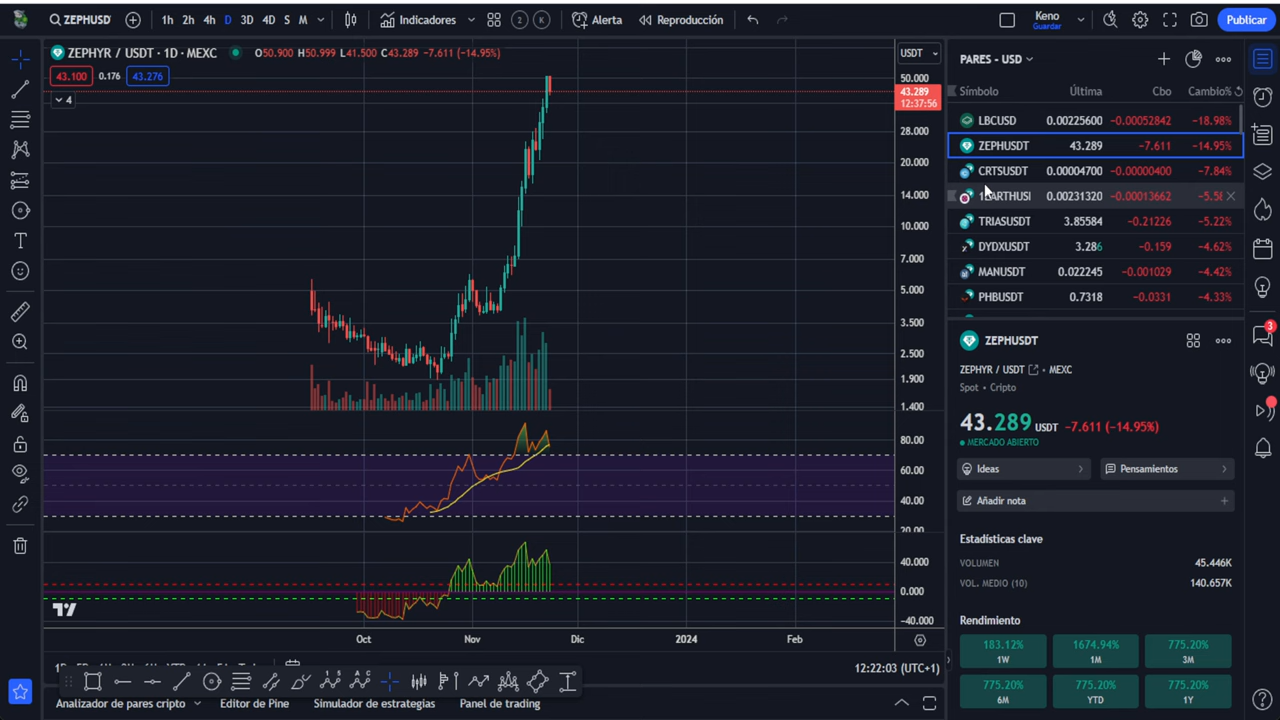 ZEPHUSD
1h 2h 4h D 3D 4D S M
Indicadores
Z K
Alerta
Reproducción
Keno
Guardar
Publicar
ZEPHYR / USDT · 1D · MEXC
O50.900 H50.999 L41.500 C43.289 −7.611 (−14.95%)
43.100 0.176 43.276
4
USDT
50.000
43.289
12:37:56
28.000
20.000
14.000
10.000
7.000
5.000
3.500
2.500
1.900
1.400
80.00
60.00
40.00
20.00
40.000
0.000
−40.000
Oct Nov Dic 2024 Feb
12:22:03 (UTC+1)
Analizador de pares cripto
Editor de Pine
Simulador de estrategias
Panel de trading
PARES - USD
Símbolo Última Cbo Cambio%
LBCUSD 0.00225600 −0.00052842 −18.98%
ZEPHUSDT 43.289 −7.611 −14.95%
CRTSUSDT 0.00004700 −0.00000400 −7.84%
0.00231320 −0.00013662
TRIASUSDT 3.85584 −0.21226 −5.22%
DYDXUSDT 3.286 −0.159 −4.62%
MANUSDT 0.022245 −0.001029 −4.42%
PHBUSDT 0.7318 −0.0331 −4.33%
ZEPHUSDT
ZEPHYR / USDT • MEXC
Spot • Cripto
43.289 USDT −7.611 (−14.95%)
MERCADO ABIERTO
Ideas
Pensamientos
Añadir nota
Estadísticas clave
VOLUMEN 45.446K
VOL. MEDIO (10) 140.657K
Rendimiento
183.12% 1674.94% 775.20%
1W 1M 3M
775.20% 775.20% 775.20%
6M YTD 1Y
3